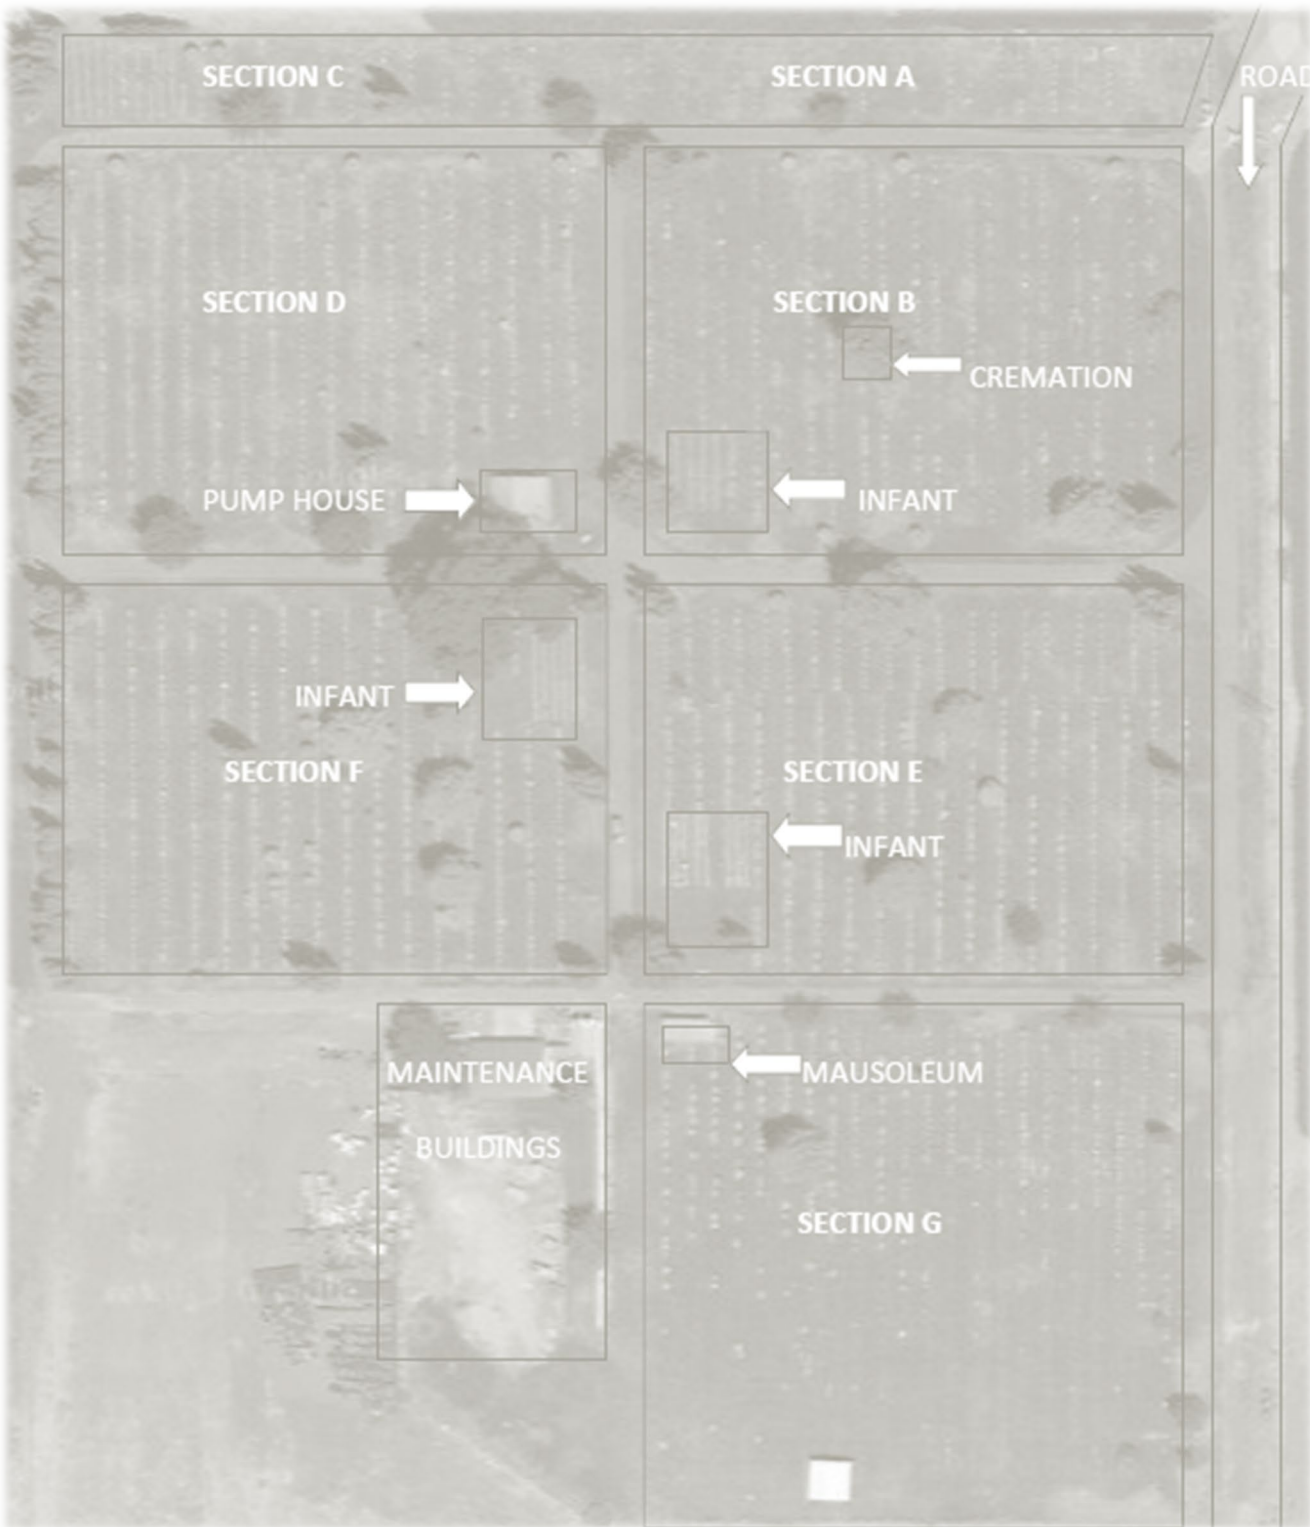 SECTION C
SECTION A
ROAD
SECTION D
SECTION B
CREMATION
PUMP HOUSE
INFANT
INFANT
SECTION F
SECTION E
INFANT
MAINTENANCE
BUILDINGS
MAUSOLEUM
SECTION G